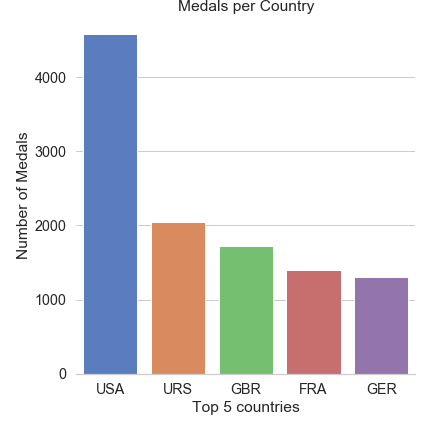 Medals per Country
4000
3000
2000
1000
0
Number of Medals
USA URS GBR FRA GER
Top 5 countries